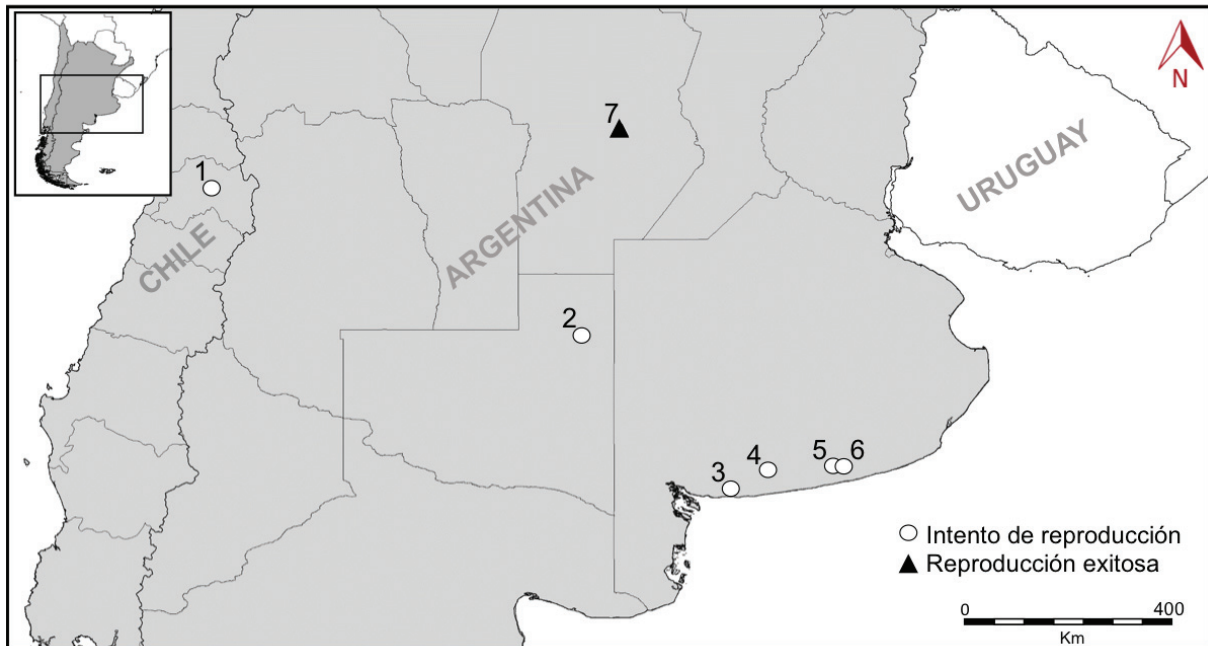 N
7
URUGUAY
1
ARGENTINA
CHILE
2
5 6
4
3
Intento de reproducción
Reproducción exitosa
0 400
Km